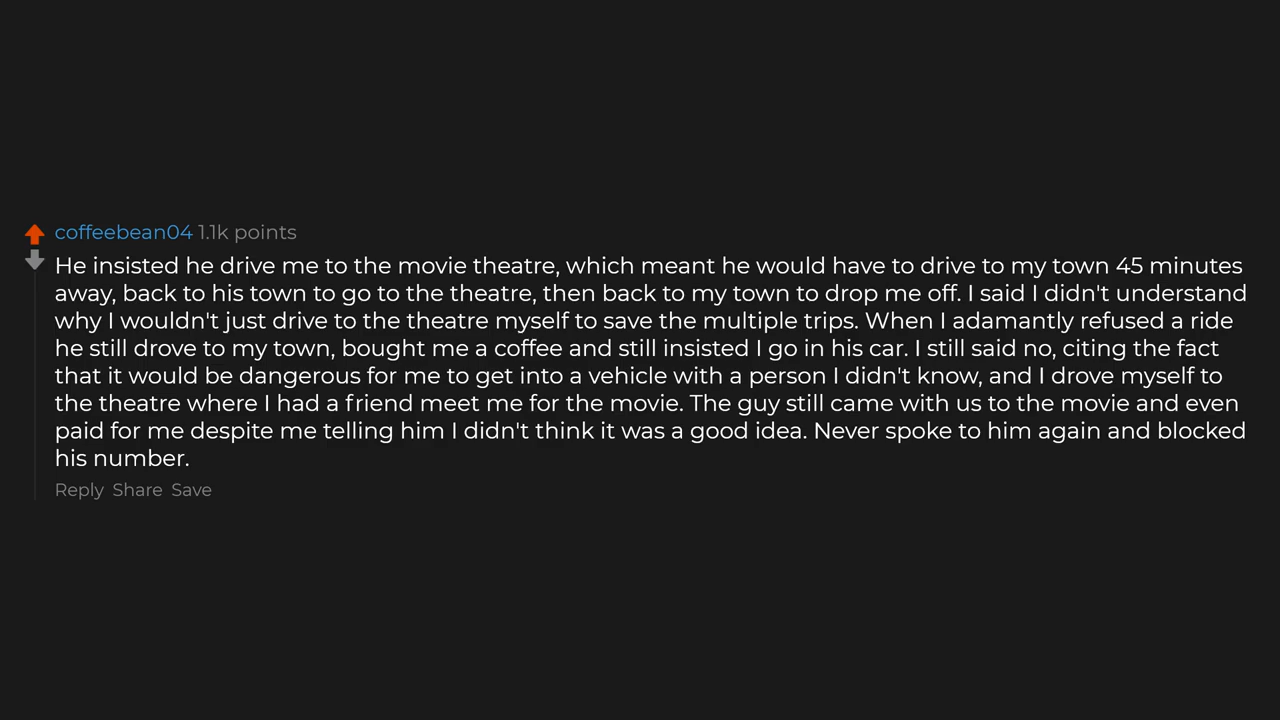 coffeebean04 1.1k points
He insisted he drive me to the movie theatre, which meant he would have to drive to my town 45 minutes
away, back to his town to go to the theatre, then back to my town to drop me off. I said I didn't understand
why I wouldn't just drive to the theatre myself to save the multiple trips. When I adamantly refused a ride
he still drove to my town, bought me a coffee and still insisted I go in his car. I still said no, citing the fact
that it would be dangerous for me to get into a vehicle with a person I didn't know, and I drove myself to
the theatre where I had a friend meet me for the movie. The guy still came with us to the movie and even
paid for me despite me telling him I didn't think it was a good idea. Never spoke to him again and blocked
his number.
Reply Share Save